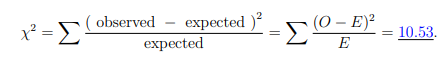 χ² = ∑ ( observed − expected )² / expected = ∑ (O − E)² / E = 10.53.